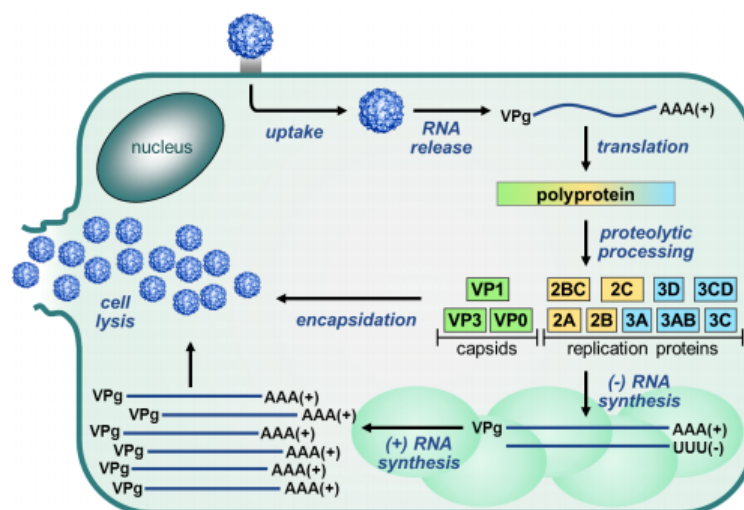 uptake
RNA
release
VPg
AAA(+)
nucleus
translation
polyprotein
proteolytic
processing
VP1
VP3 VP0
capsids
2BC 2C 3D 3CD
2A 2B 3A 3AB 3C
replication proteins
encapsidation
cell
lysis
(-) RNA
synthesis
VPg AAA(+)
UUU(-)
(+) RNA
synthesis
VPg AAA(+)
VPg AAA(+)
VPg AAA(+)
VPg AAA(+)
VPg AAA(+)
VPg AAA(+)